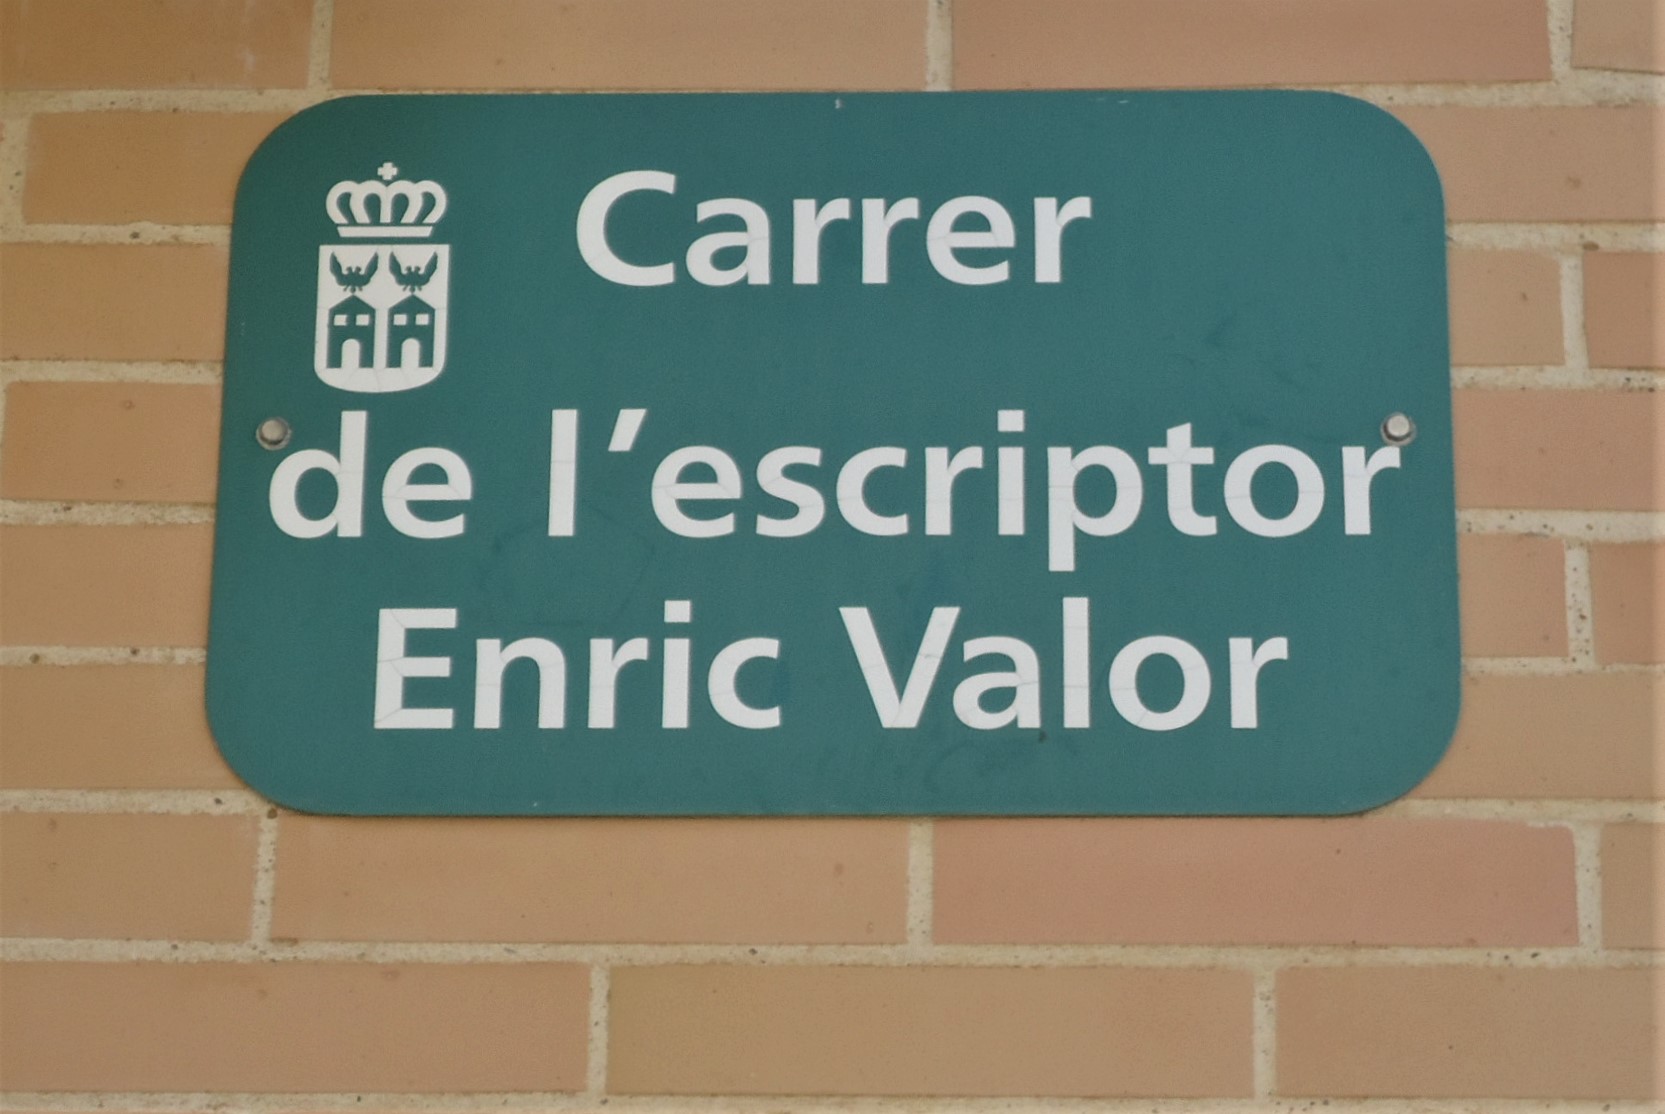 Carrer
de l’escriptor
Enric Valor